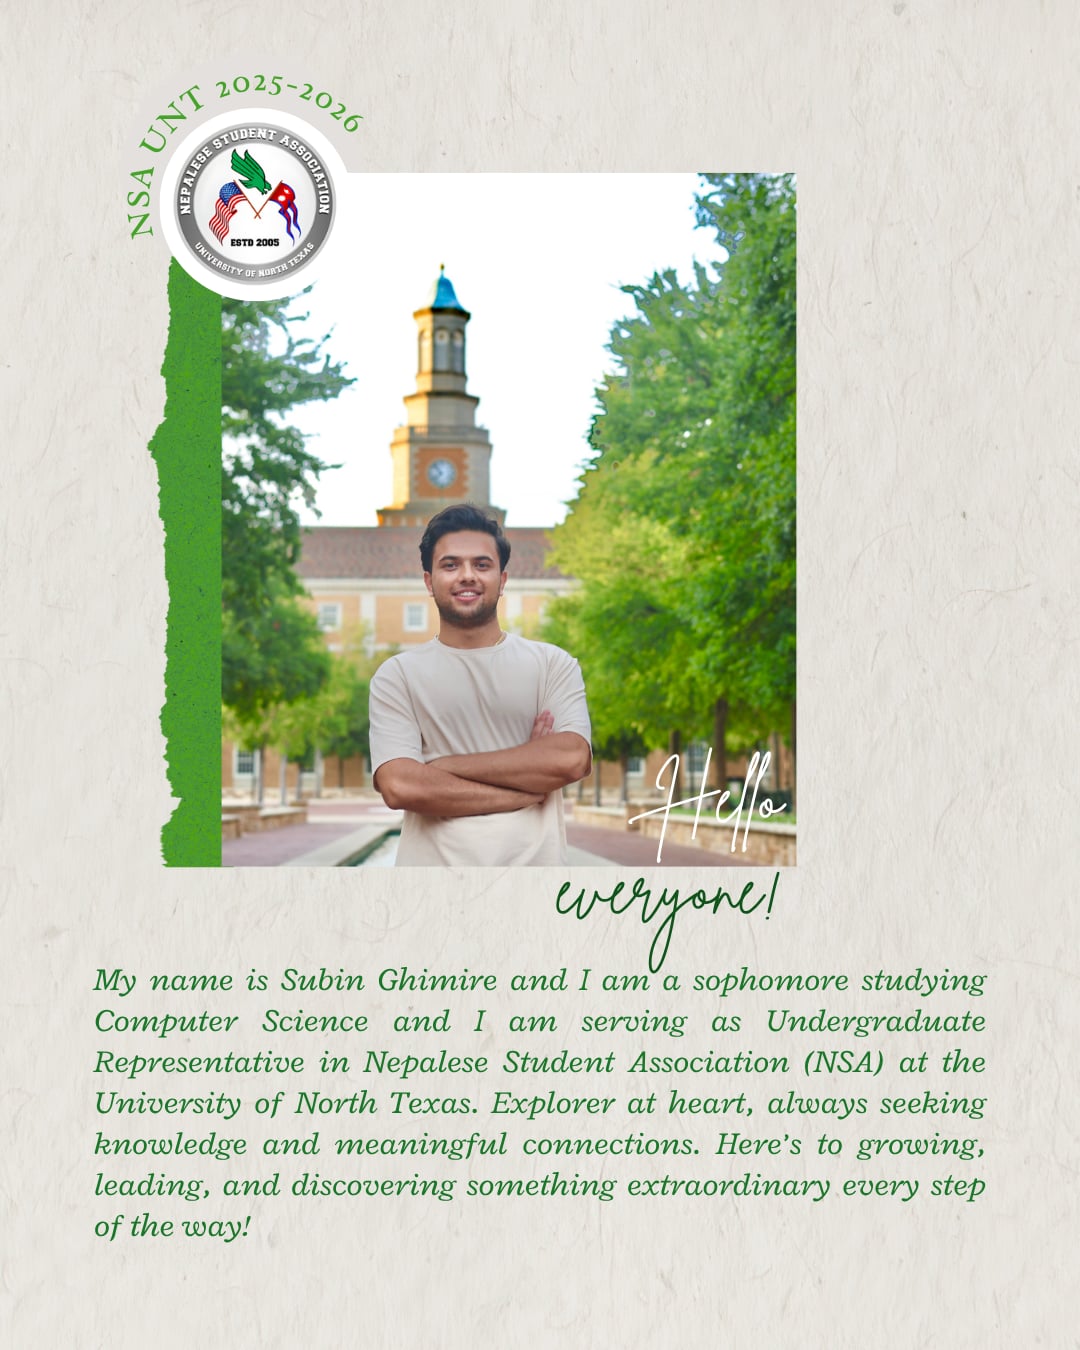 NSA UNT 2025-2026
NEPALESE STUDENT ASSOCIATION
ESTD 2005
UNIVERSITY OF NORTH TEXAS
Hello
everyone!
My name is Subin Ghimire and I am a sophomore studying
Computer Science and I am serving as Undergraduate
Representative in Nepalese Student Association (NSA) at the
University of North Texas. Explorer at heart, always seeking
knowledge and meaningful connections. Here's to growing,
leading, and discovering something extraordinary every step
of the way!